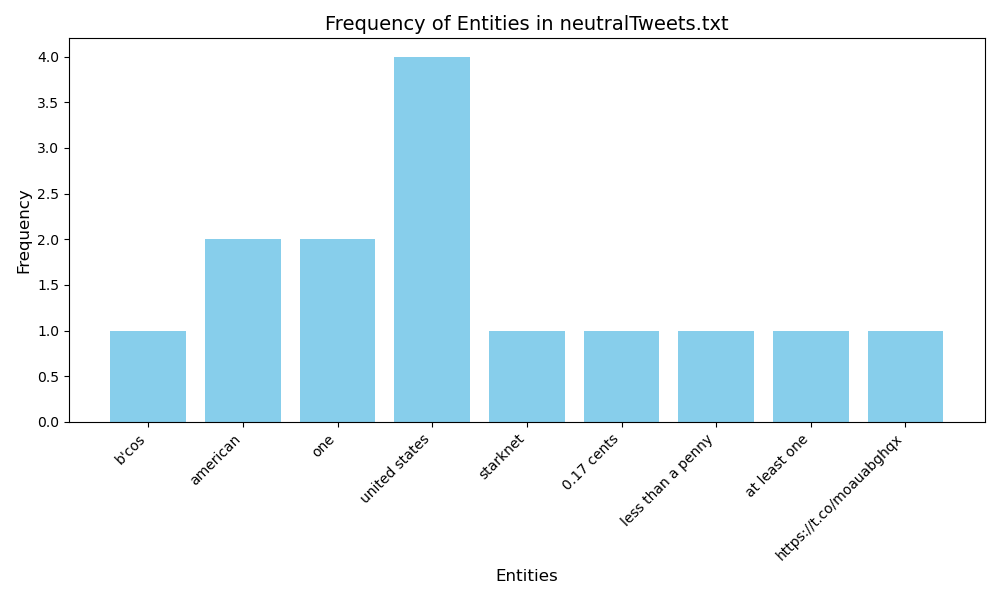 Frequency of Entities in neutralTweets.txt
Frequency
4.0
3.5
3.0
2.5
2.0
1.5
1.0
0.5
0.0
b'cos
american
one
united states
starknet
0.17 cents
less than a penny
at least one
https://t.co/moauabghqx
Entities